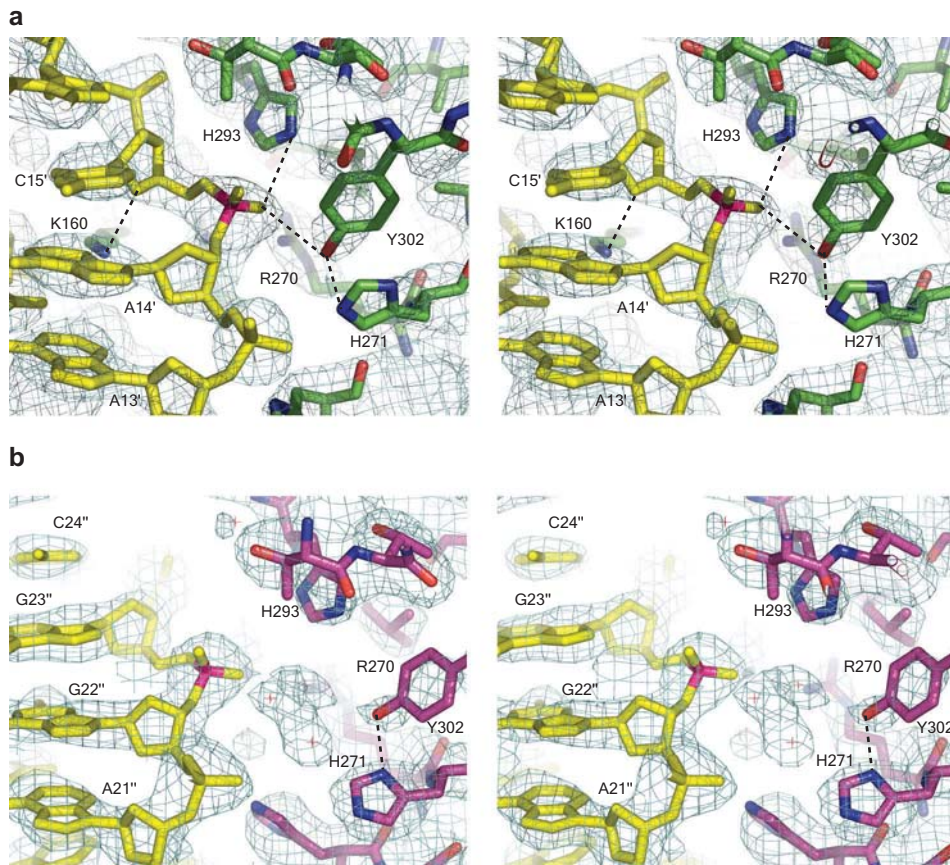 a
H293
C15'
K160
Y302
R270
A14'
H271
A13'
H293
C15'
K160
Y302
R270
A14'
H271
A13'
b
C24"
G23"
H293
R270
G22"
Y302
H271
A21"
C24"
G23"
H293
R270
G22"
Y302
H271
A21"